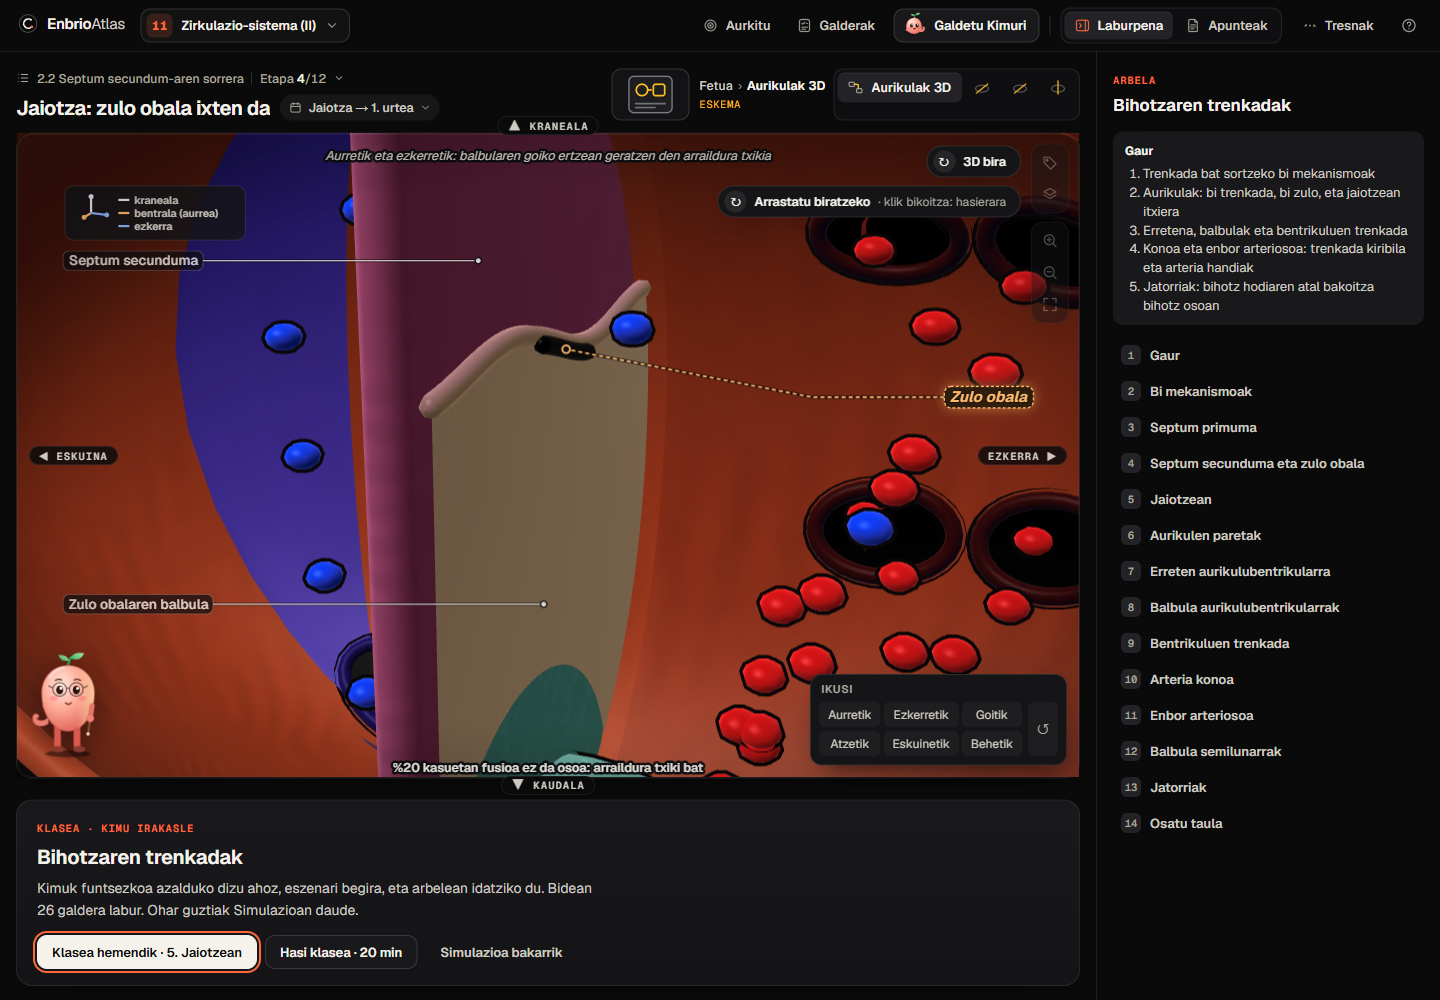 EnbrioAtlas
11 Zirkulazio-sistema (II)
Aurkitu
Galderak
Galdetu Kimuri
Laburpena
Apunteak
Tresnak
2.2 Septum secundum-aren sorrera
Etapa 4/12
Jaiotza: zulo obala ixten da
Jaiotza → 1. urtea
Fetua › Aurikulak 3D
ESKEMA
Aurikulak 3D
▲ KRANEALA
Aurretik eta ezkerretik: balbularen goiko ertzean geratzen den arraildura txikia
3D bira
Arrastatu biratzeko · klik bikoitza: hasierara
kraneala
bentrala (aurrea)
ezkerra
Septum secunduma
Zulo obala
◀ ESKUINA
EZKERRA ▶
Zulo obalaren balbula
IKUSI
Aurretik
Ezkerretik
Goitik
Atzetik
Eskuinetik
Behetik
%20 kasuetan fusioa ez da osoa: arraildura txiki bat
▼ KAUDALA
KLASEA · KIMU IRAKASLE
Bihotzaren trenkadak
Kimuk funtsezkoa azalduko dizu ahoz, eszenari begira, eta arbelean idatziko du. Bidean
26 galdera labur. Ohar guztiak Simulazioan daude.
Klasea hemendik · 5. Jaiotzean
Hasi klasea · 20 min
Simulazioa bakarrik
ARBELA
Bihotzaren trenkadak
Gaur
1. Trenkada bat sortzeko bi mekanismoak
2. Aurikulak: bi trenkada, bi zulo, eta jaiotzean
itxiera
3. Erretena, balbulak eta bentrikuluen trenkada
4. Konoa eta enbor arteriosoa: trenkada kiribila
eta arteria handiak
5. Jatorriak: bihotz hodiaren atal bakoitza
bihotz osoan
1 Gaur
2 Bi mekanismoak
3 Septum primuma
4 Septum secunduma eta zulo obala
5 Jaiotzean
6 Aurikulen paretak
7 Erreten aurikulubentrikularra
8 Balbula aurikulubentrikularrak
9 Bentrikuluen trenkada
10 Arteria konoa
11 Enbor arteriosoa
12 Balbula semilunarrak
13 Jatorriak
14 Osatu taula